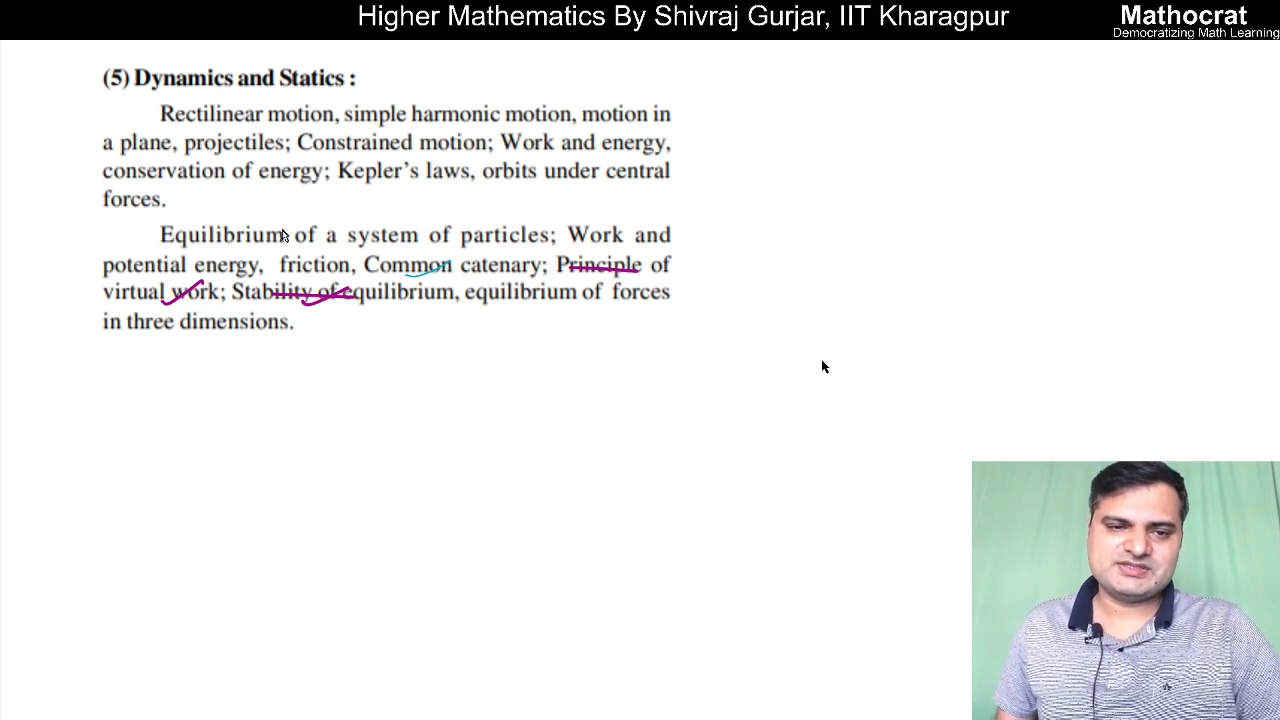 Higher Mathematics By Shivraj Gurjar, IIT Kharagpur
Mathocrat
Democratizing Math Learning
(5) Dynamics and Statics :
Rectilinear motion, simple harmonic motion, motion in
a plane, projectiles; Constrained motion; Work and energy,
conservation of energy; Kepler's laws, orbits under central
forces.
Equilibrium of a system of particles; Work and
potential energy, friction, Common catenary; Principle of
virtual work; Stability of equilibrium, equilibrium of forces
in three dimensions.